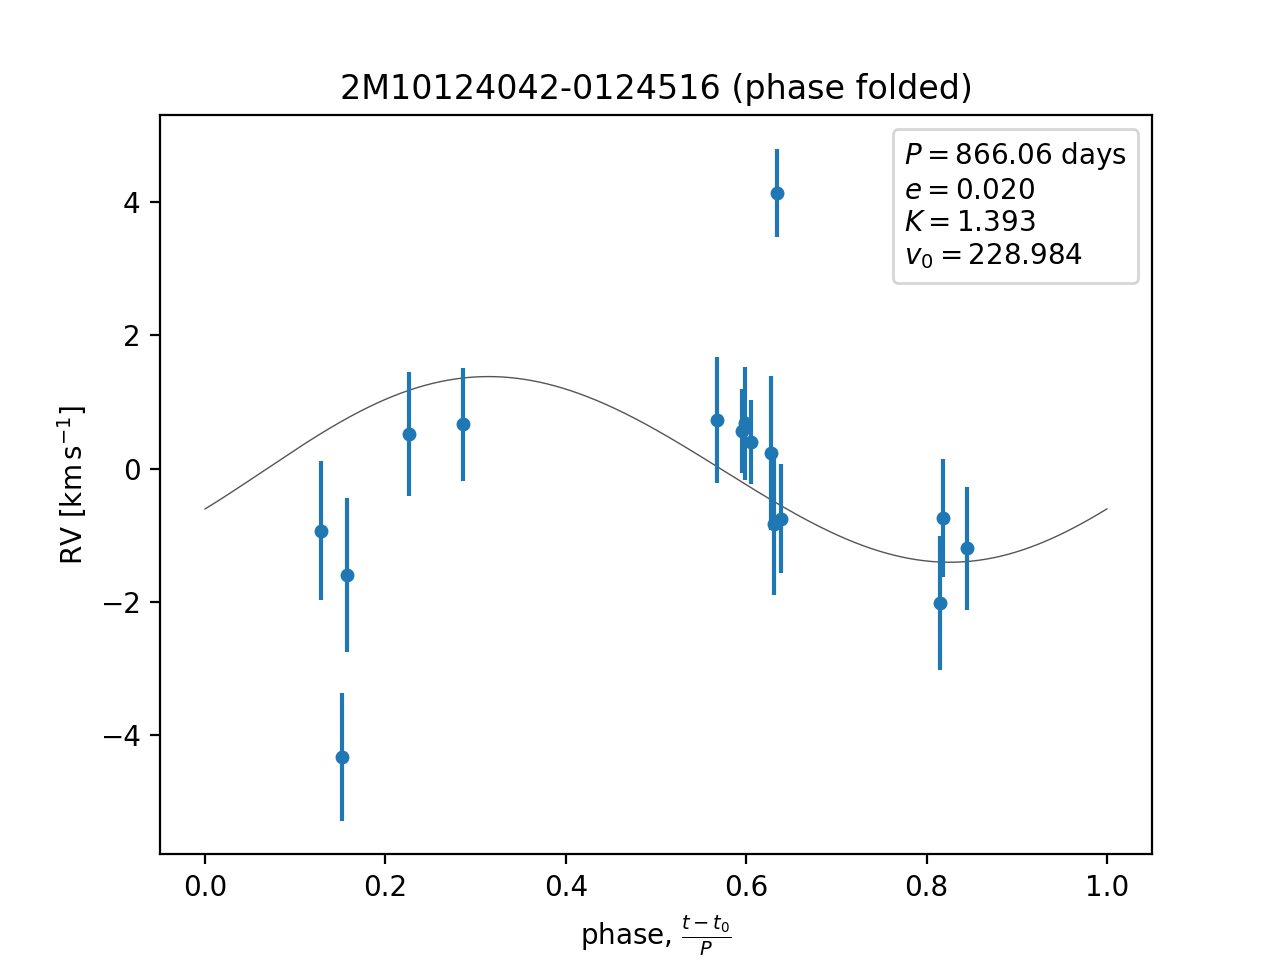 2M10124042-0124516 (phase folded)
P = 866.06 days
e = 0.020
K = 1.393
v₀ = 228.984
RV [km s⁻¹]
4
2
0
−2
−4
0.0 0.2 0.4 0.6 0.8 1.0
phase, (t − t₀)/P